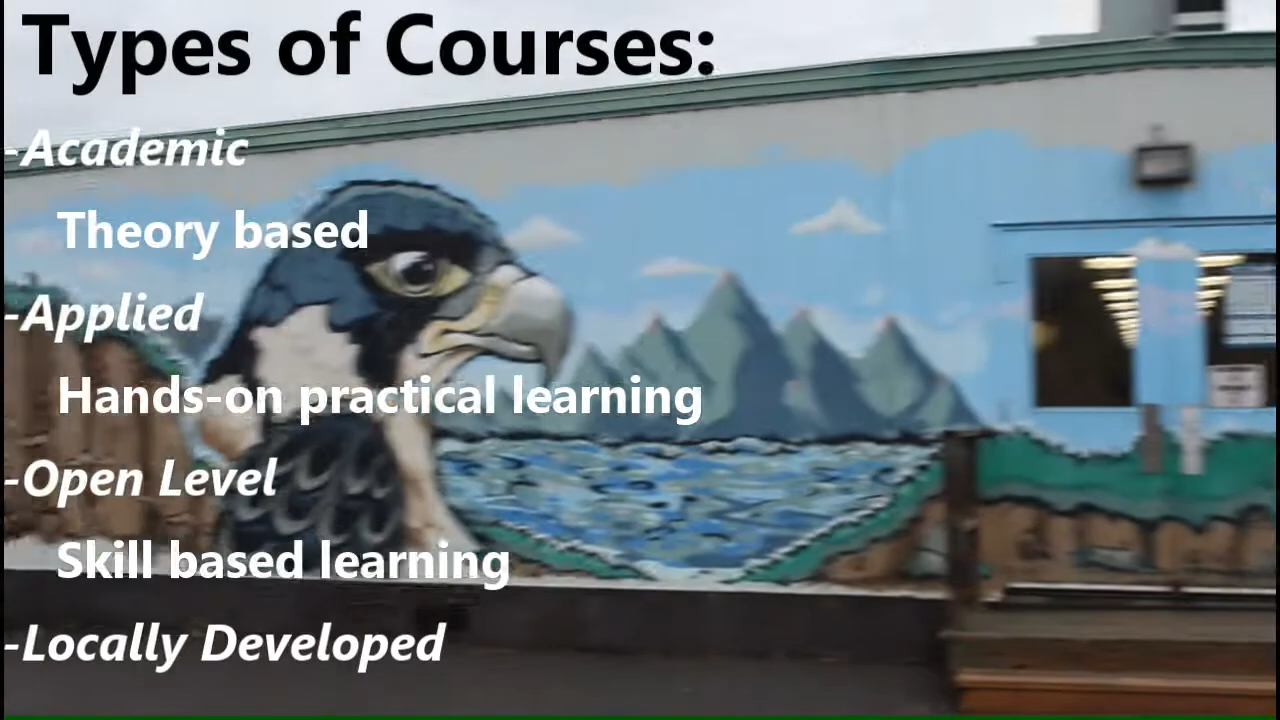 Types of Courses:
-Academic
Theory based
-Applied
Hands-on practical learning
-Open Level
Skill based learning
-Locally Developed